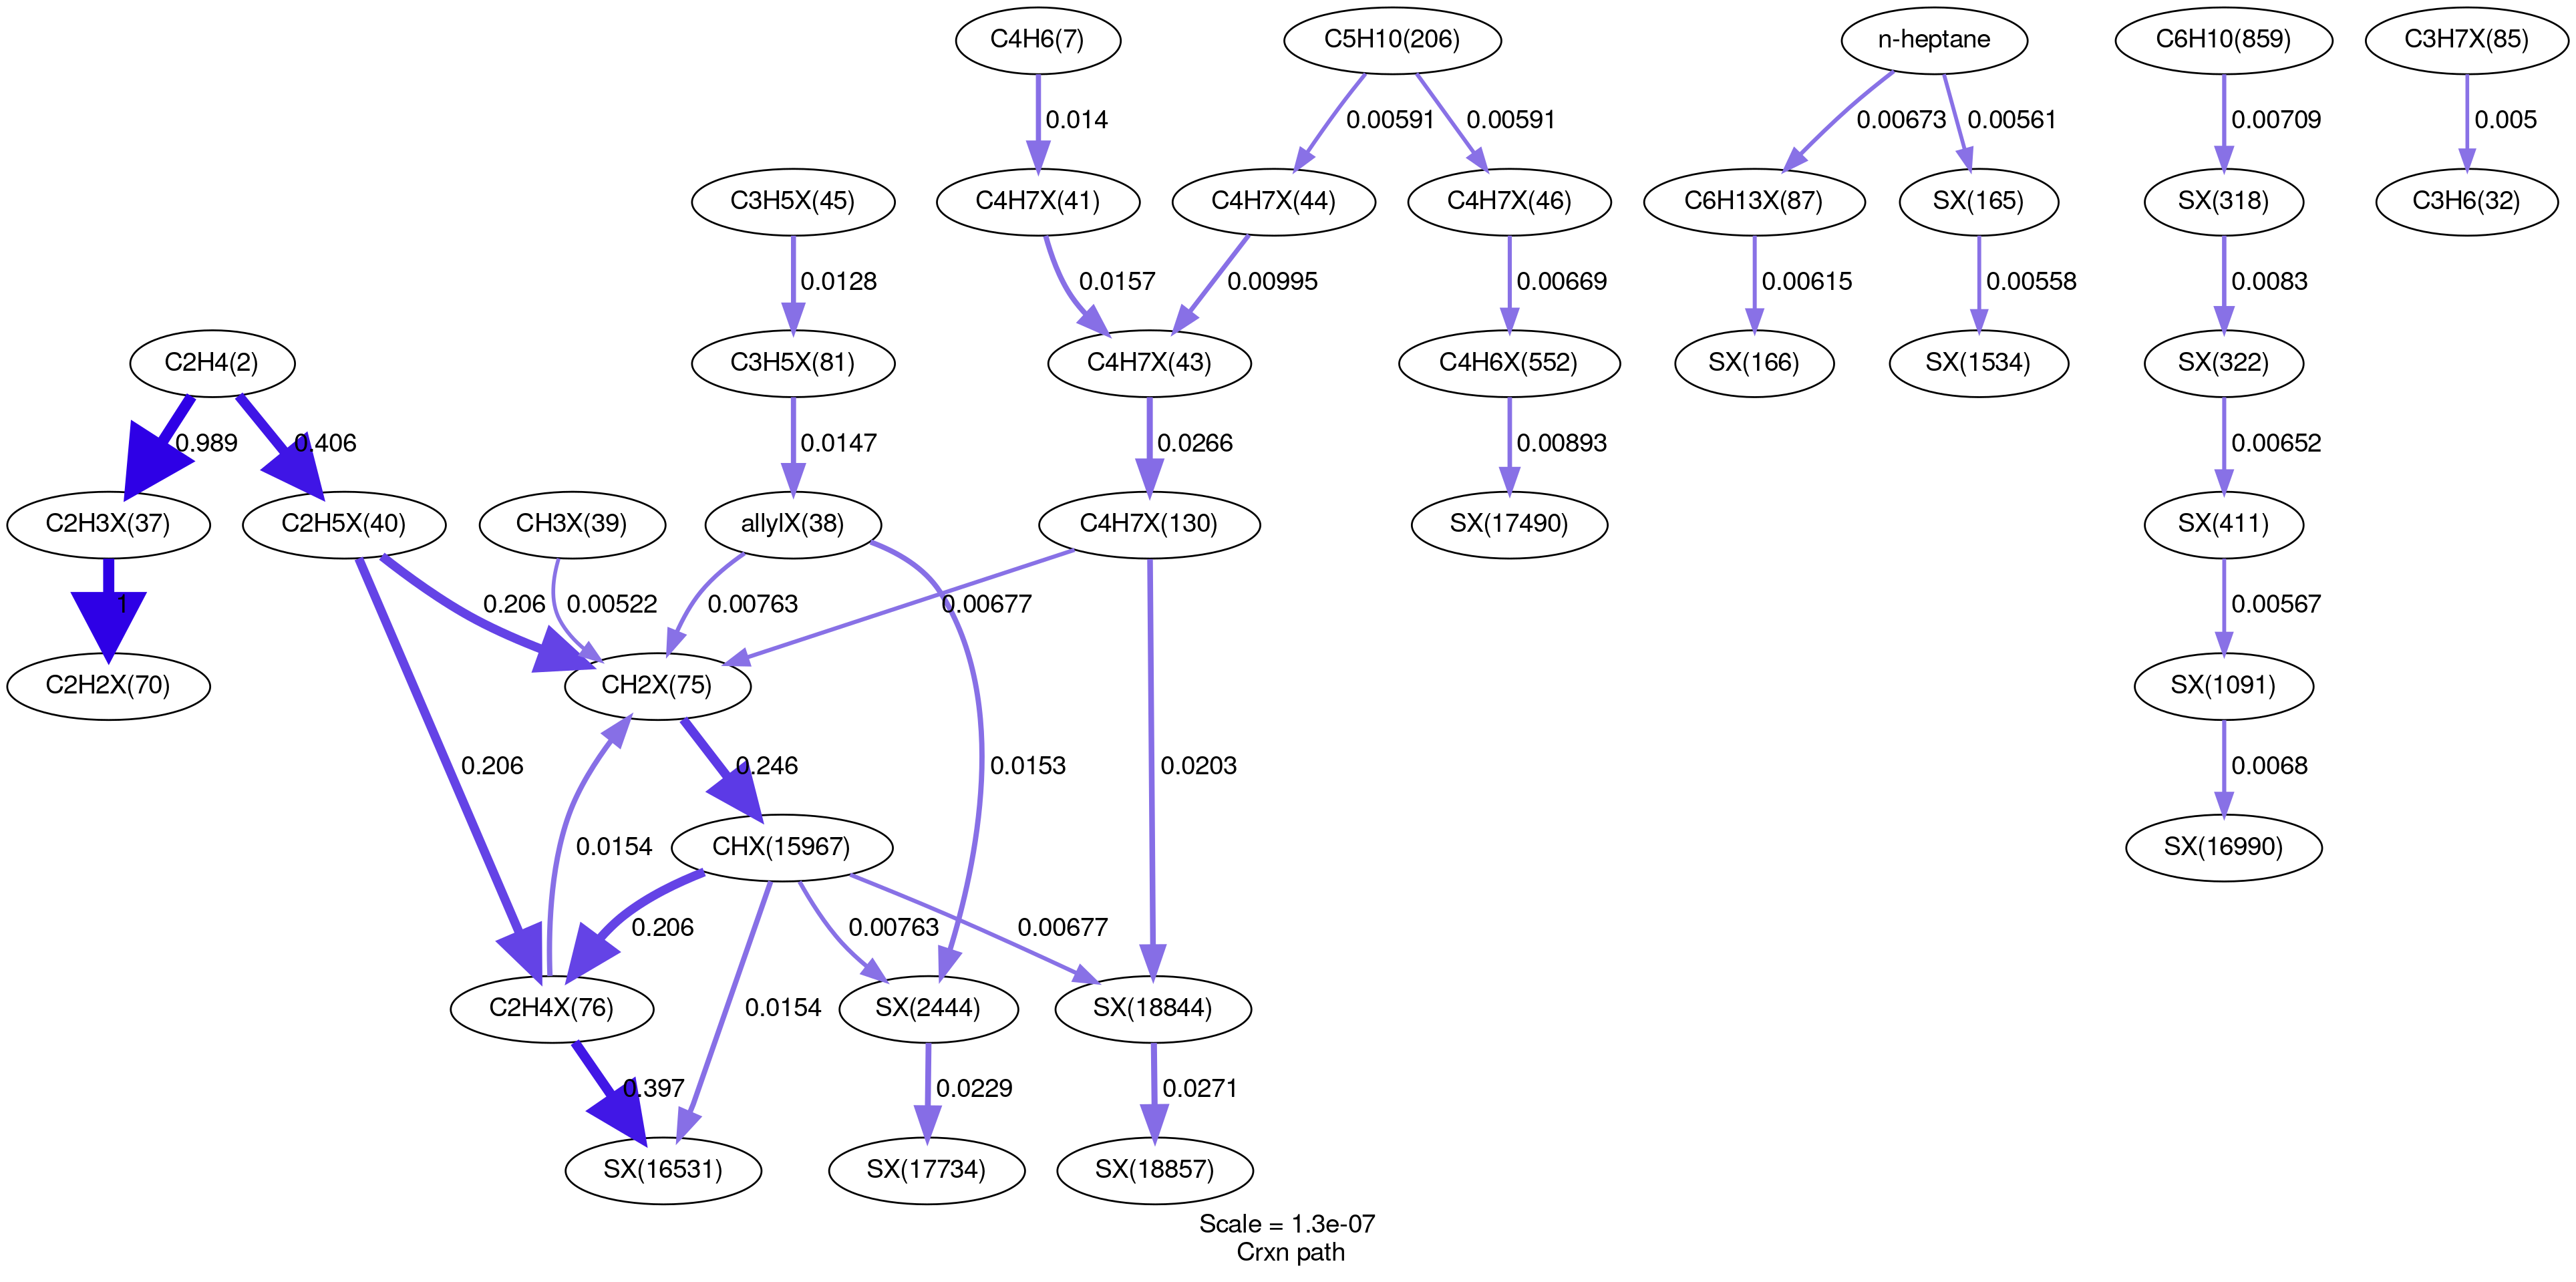 C4H6(7)
C5H10(206)
n-heptane
C6H10(859)
C3H7X(85)
0.014
0.00591
0.00591
0.00673
0.00561
0.00709
0.005
C3H5X(45)
C4H7X(41)
C4H7X(44)
C4H7X(46)
C6H13X(87)
SX(165)
SX(318)
C3H6(32)
0.0128
0.0157
0.00995
0.00669
0.00615
0.00558
0.0083
C2H4(2)
C3H5X(81)
C4H7X(43)
C4H6X(552)
SX(166)
SX(1534)
SX(322)
0.989
0.406
0.0147
0.0266
0.00893
0.00652
C2H3X(37)
C2H5X(40)
CH3X(39)
allylX(38)
C4H7X(130)
SX(17490)
SX(411)
1
0.206
0.00522
0.00763
0.00677
0.00567
C2H2X(70)
CH2X(75)
SX(1091)
0.206
0.0154
0.246
0.0153
0.0203
0.0068
CHX(15967)
SX(16990)
0.206
0.0154
0.00763
0.00677
C2H4X(76)
SX(2444)
SX(18844)
0.397
0.0229
0.0271
SX(16531)
SX(17734)
SX(18857)
Scale = 1.3e-07
Crxn path